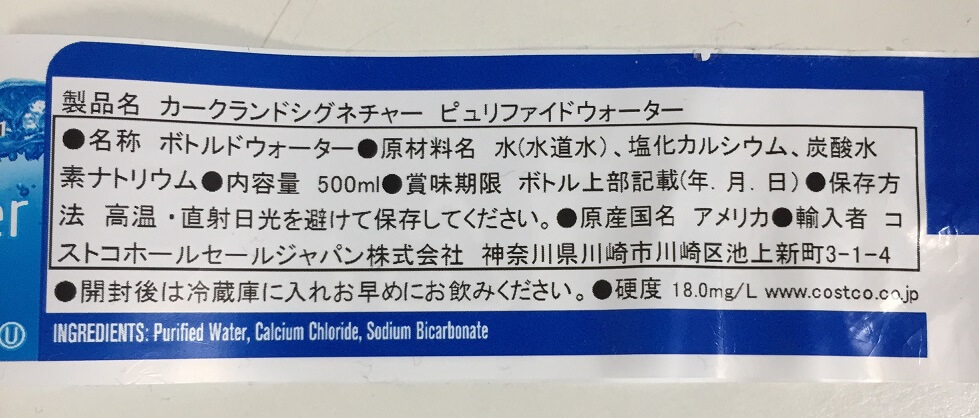 製品名 カークランドシグネチャー ピュリファイドウォーター
●名称 ボトルドウォーター●原材料名 水(水道水)、塩化カルシウム、炭酸水
素ナトリウム●内容量 500ml●賞味期限 ボトル上部記載(年.月.日)●保存方
法 高温・直射日光を避けて保存してください。●原産国名 アメリカ●輸入者 コ
ストコホールセールジャパン株式会社 神奈川県川崎市川崎区池上新町3-1-4
●開封後は冷蔵庫に入れお早めにお飲みください。●硬度 18.0mg/L www.costco.co.jp
er
U
INGREDIENTS: Purified Water, Calcium Chloride, Sodium Bicarbonate